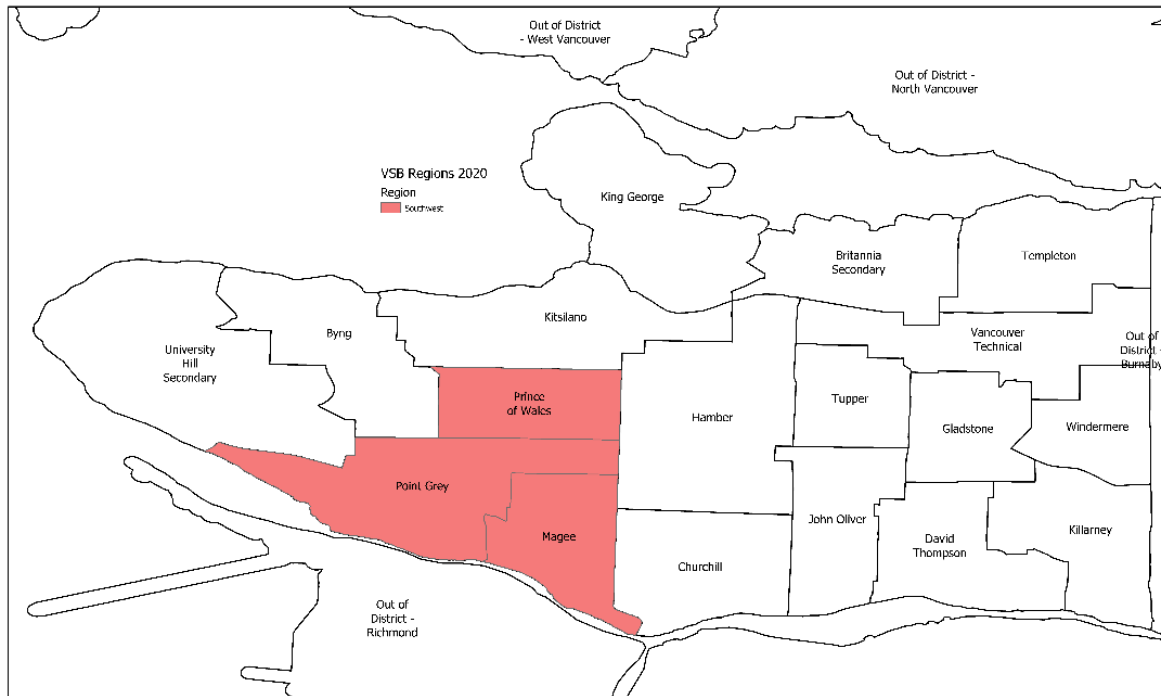 Out of District
- West Vancouver
Out of District -
North Vancouver
VSB Regions 2020
Region
Southwest
King George
Britannia
Secondary
Templeton
Kitsilano
Byng
University
Hill
Secondary
Vancouver
Technical
Out of
District -
Burnaby
Prince
of Wales
Hamber
Tupper
Gladstone
Windermere
Point Grey
Magee
John Oliver
David
Thompson
Killarney
Churchill
Out of
District -
Richmond